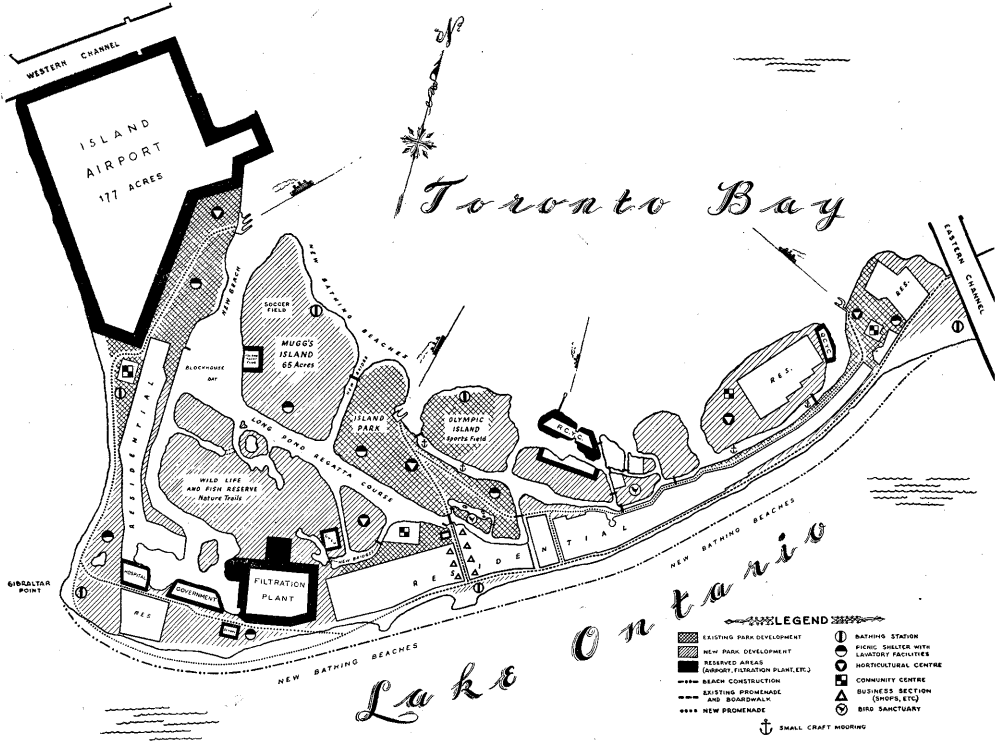 WESTERN CHANNEL
Nº
ISLAND
AIRPORT
177 ACRES
Toronto Bay
EASTERN CHANNEL
NEW BEACH
NEW BATHING BEACHES
SOCCER
FIELD
MUGG'S
ISLAND
65 Acres
RES.
BLOCKHOUSE
BAY
RES.
ISLAND
PARK
OLYMPIC
ISLAND
Sports Field
R.C.Y.C.
LONG POND REGATTA COURSE
WILD LIFE
AND FISH RESERVE
Nature Trails
RESIDENTIAL
NEW BRIDGE
RESIDENTIAL
HOSPITAL
GOVERNMENT
FILTRATION
PLANT
GIBRALTAR
POINT
RES
NEW BATHING BEACHES
NEW BATHING BEACHES
Lake Ontario
LEGEND
EXISTING PARK DEVELOPMENT
NEW PARK DEVELOPMENT
RESERVED AREAS
(AIRPORT, FILTRATION PLANT, ETC.)
BEACH CONSTRUCTION
EXISTING PROMENADE
AND BOARDWALK
NEW PROMENADE
BATHING STATION
PICNIC SHELTER WITH
LAVATORY FACILITIES
HORTICULTURAL CENTRE
COMMUNITY CENTRE
BUSINESS SECTION
(SHOPS, ETC.)
BIRD SANCTUARY
SMALL CRAFT MOORING